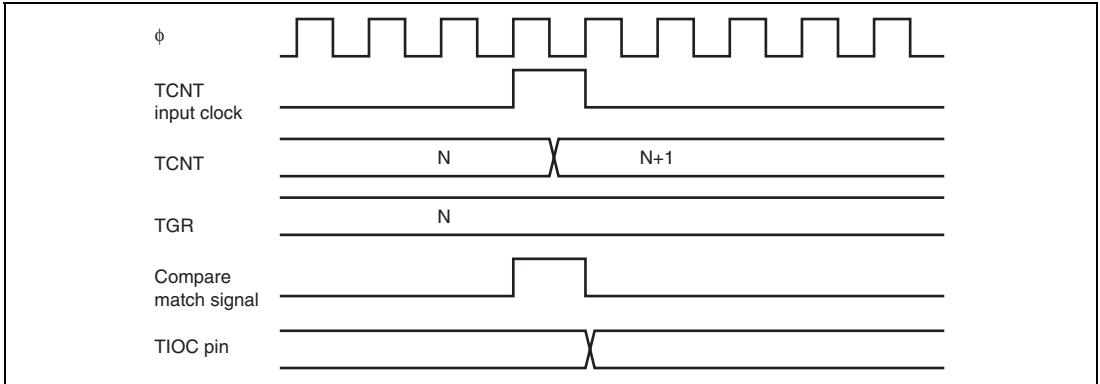 φ
TCNT
input clock
TCNT N N+1
TGR N
Compare
match signal
TIOC pin